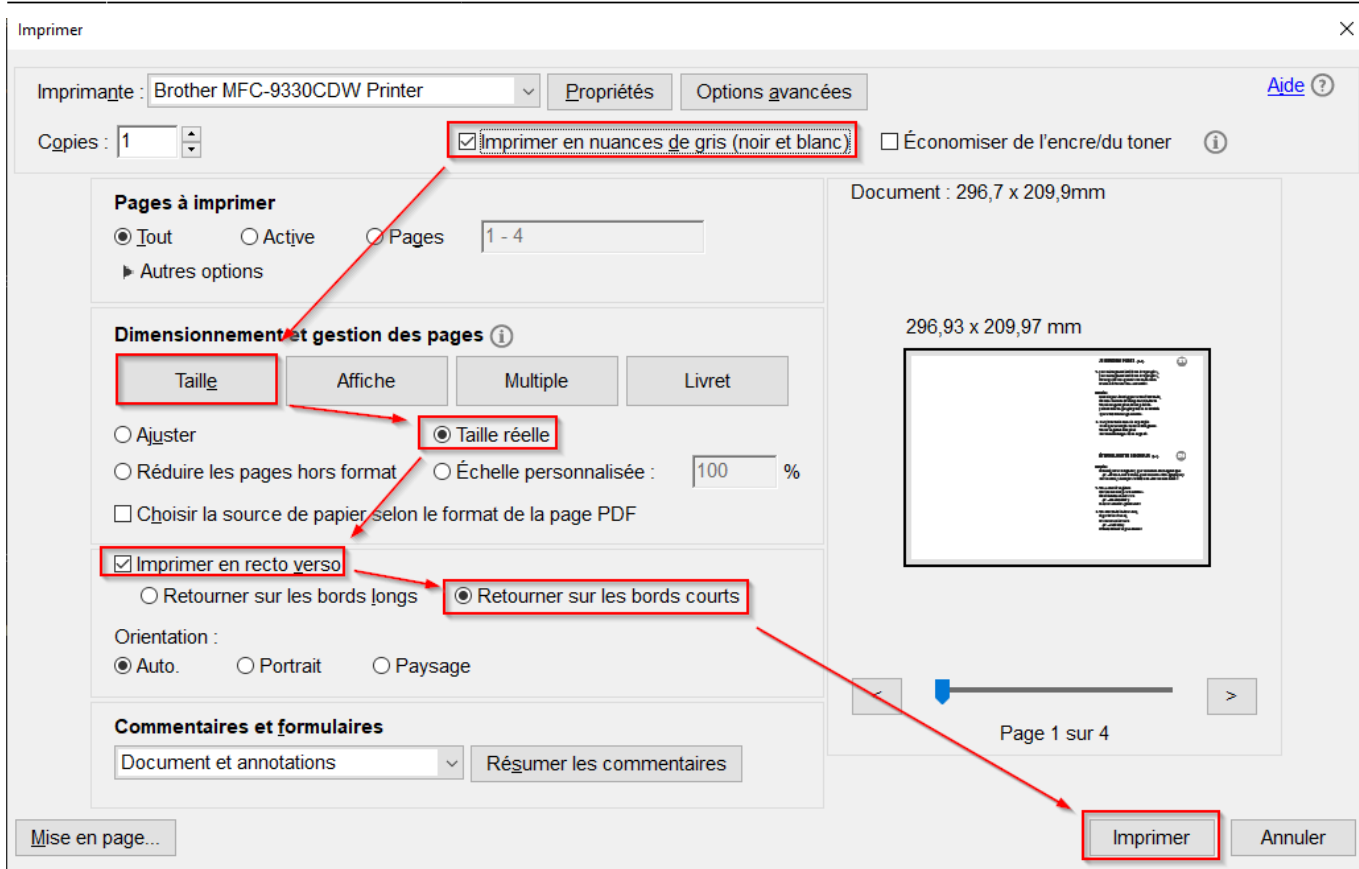 Imprimer
Imprimante : Brother MFC-9330CDW Printer Propriétés Options avancées Aide ?
Copies : 1 Imprimer en nuances de gris (noir et blanc) Économiser de l'encre/du toner
Pages à imprimer
Tout Active Pages 1 - 4
Autres options
Dimensionnement et gestion des pages
Taille Affiche Multiple Livret
Ajuster Taille réelle
Réduire les pages hors format Échelle personnalisée : 100 %
Choisir la source de papier selon le format de la page PDF
Imprimer en recto verso
Retourner sur les bords longs Retourner sur les bords courts
Orientation :
Auto. Portrait Paysage
Commentaires et formulaires
Document et annotations Résumer les commentaires
Document : 296,7 x 209,9mm
296,93 x 209,97 mm
< >
Page 1 sur 4
Mise en page... Imprimer Annuler